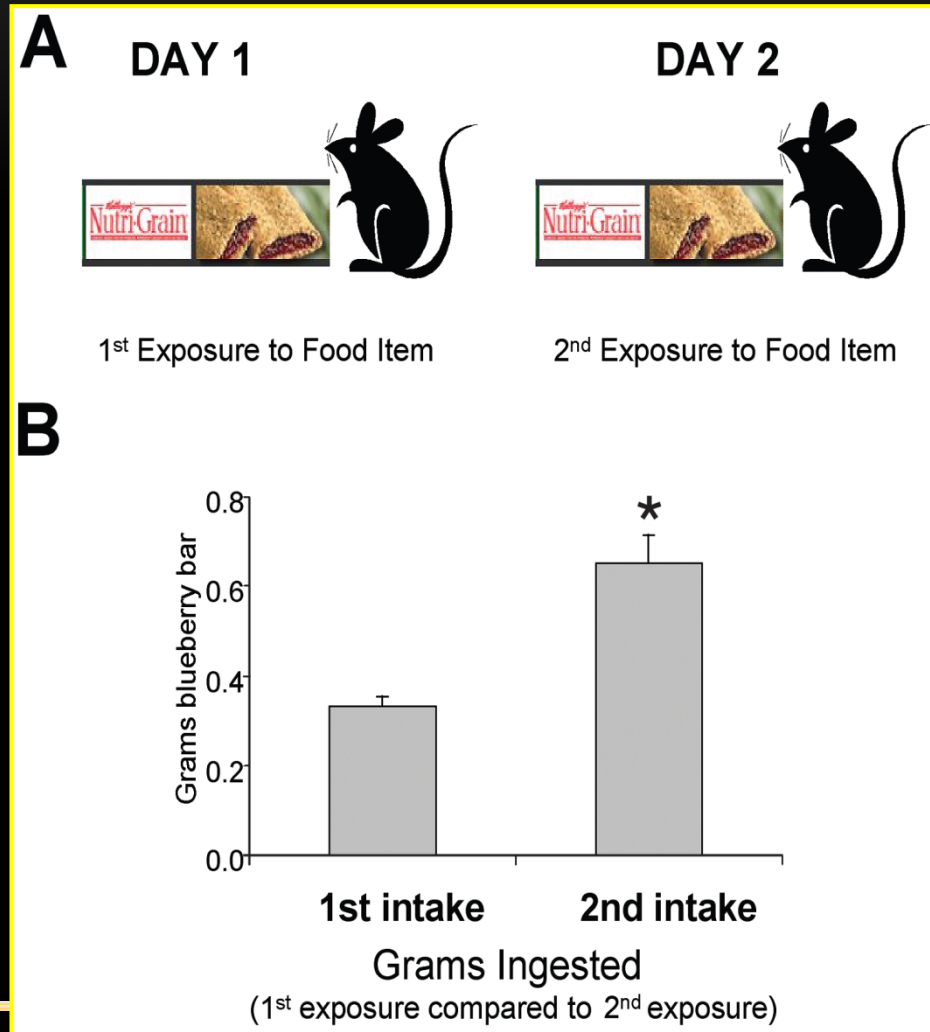 A
DAY 1
DAY 2
Kellogg's
Nutri·Grain
Kellogg's
Nutri·Grain
1st Exposure to Food Item
2nd Exposure to Food Item
B
Grams blueberry bar
0.8
0.6
0.4
0.2
0.0
*
1st intake
2nd intake
Grams Ingested
(1st exposure compared to 2nd exposure)